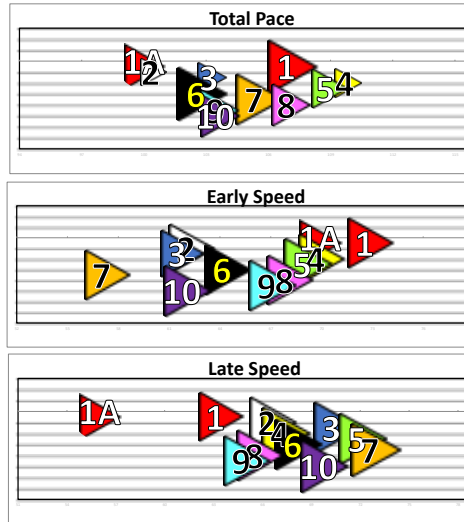 Total Pace
1A 2 3 6 9 10 7 1 8 5 4
Early Speed
7 3 2 10 6 9 8 5 4 1A 1
Late Speed
1A 1 9 8 2 4 6 10 3 5 7